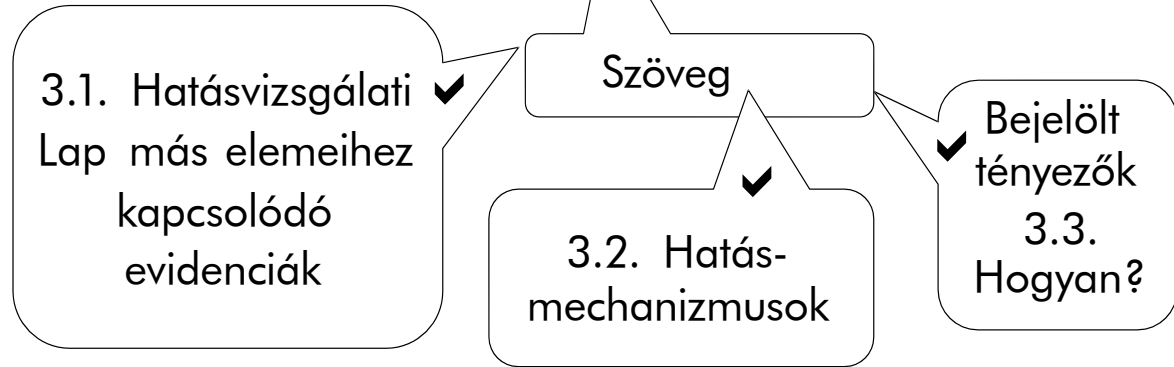 3.1. Hatásvizsgálati
Lap más elemeihez
kapcsolódó
evidenciák
Szöveg
3.2. Hatás-
mechanizmusok
Bejelölt
tényezők
3.3.
Hogyan?